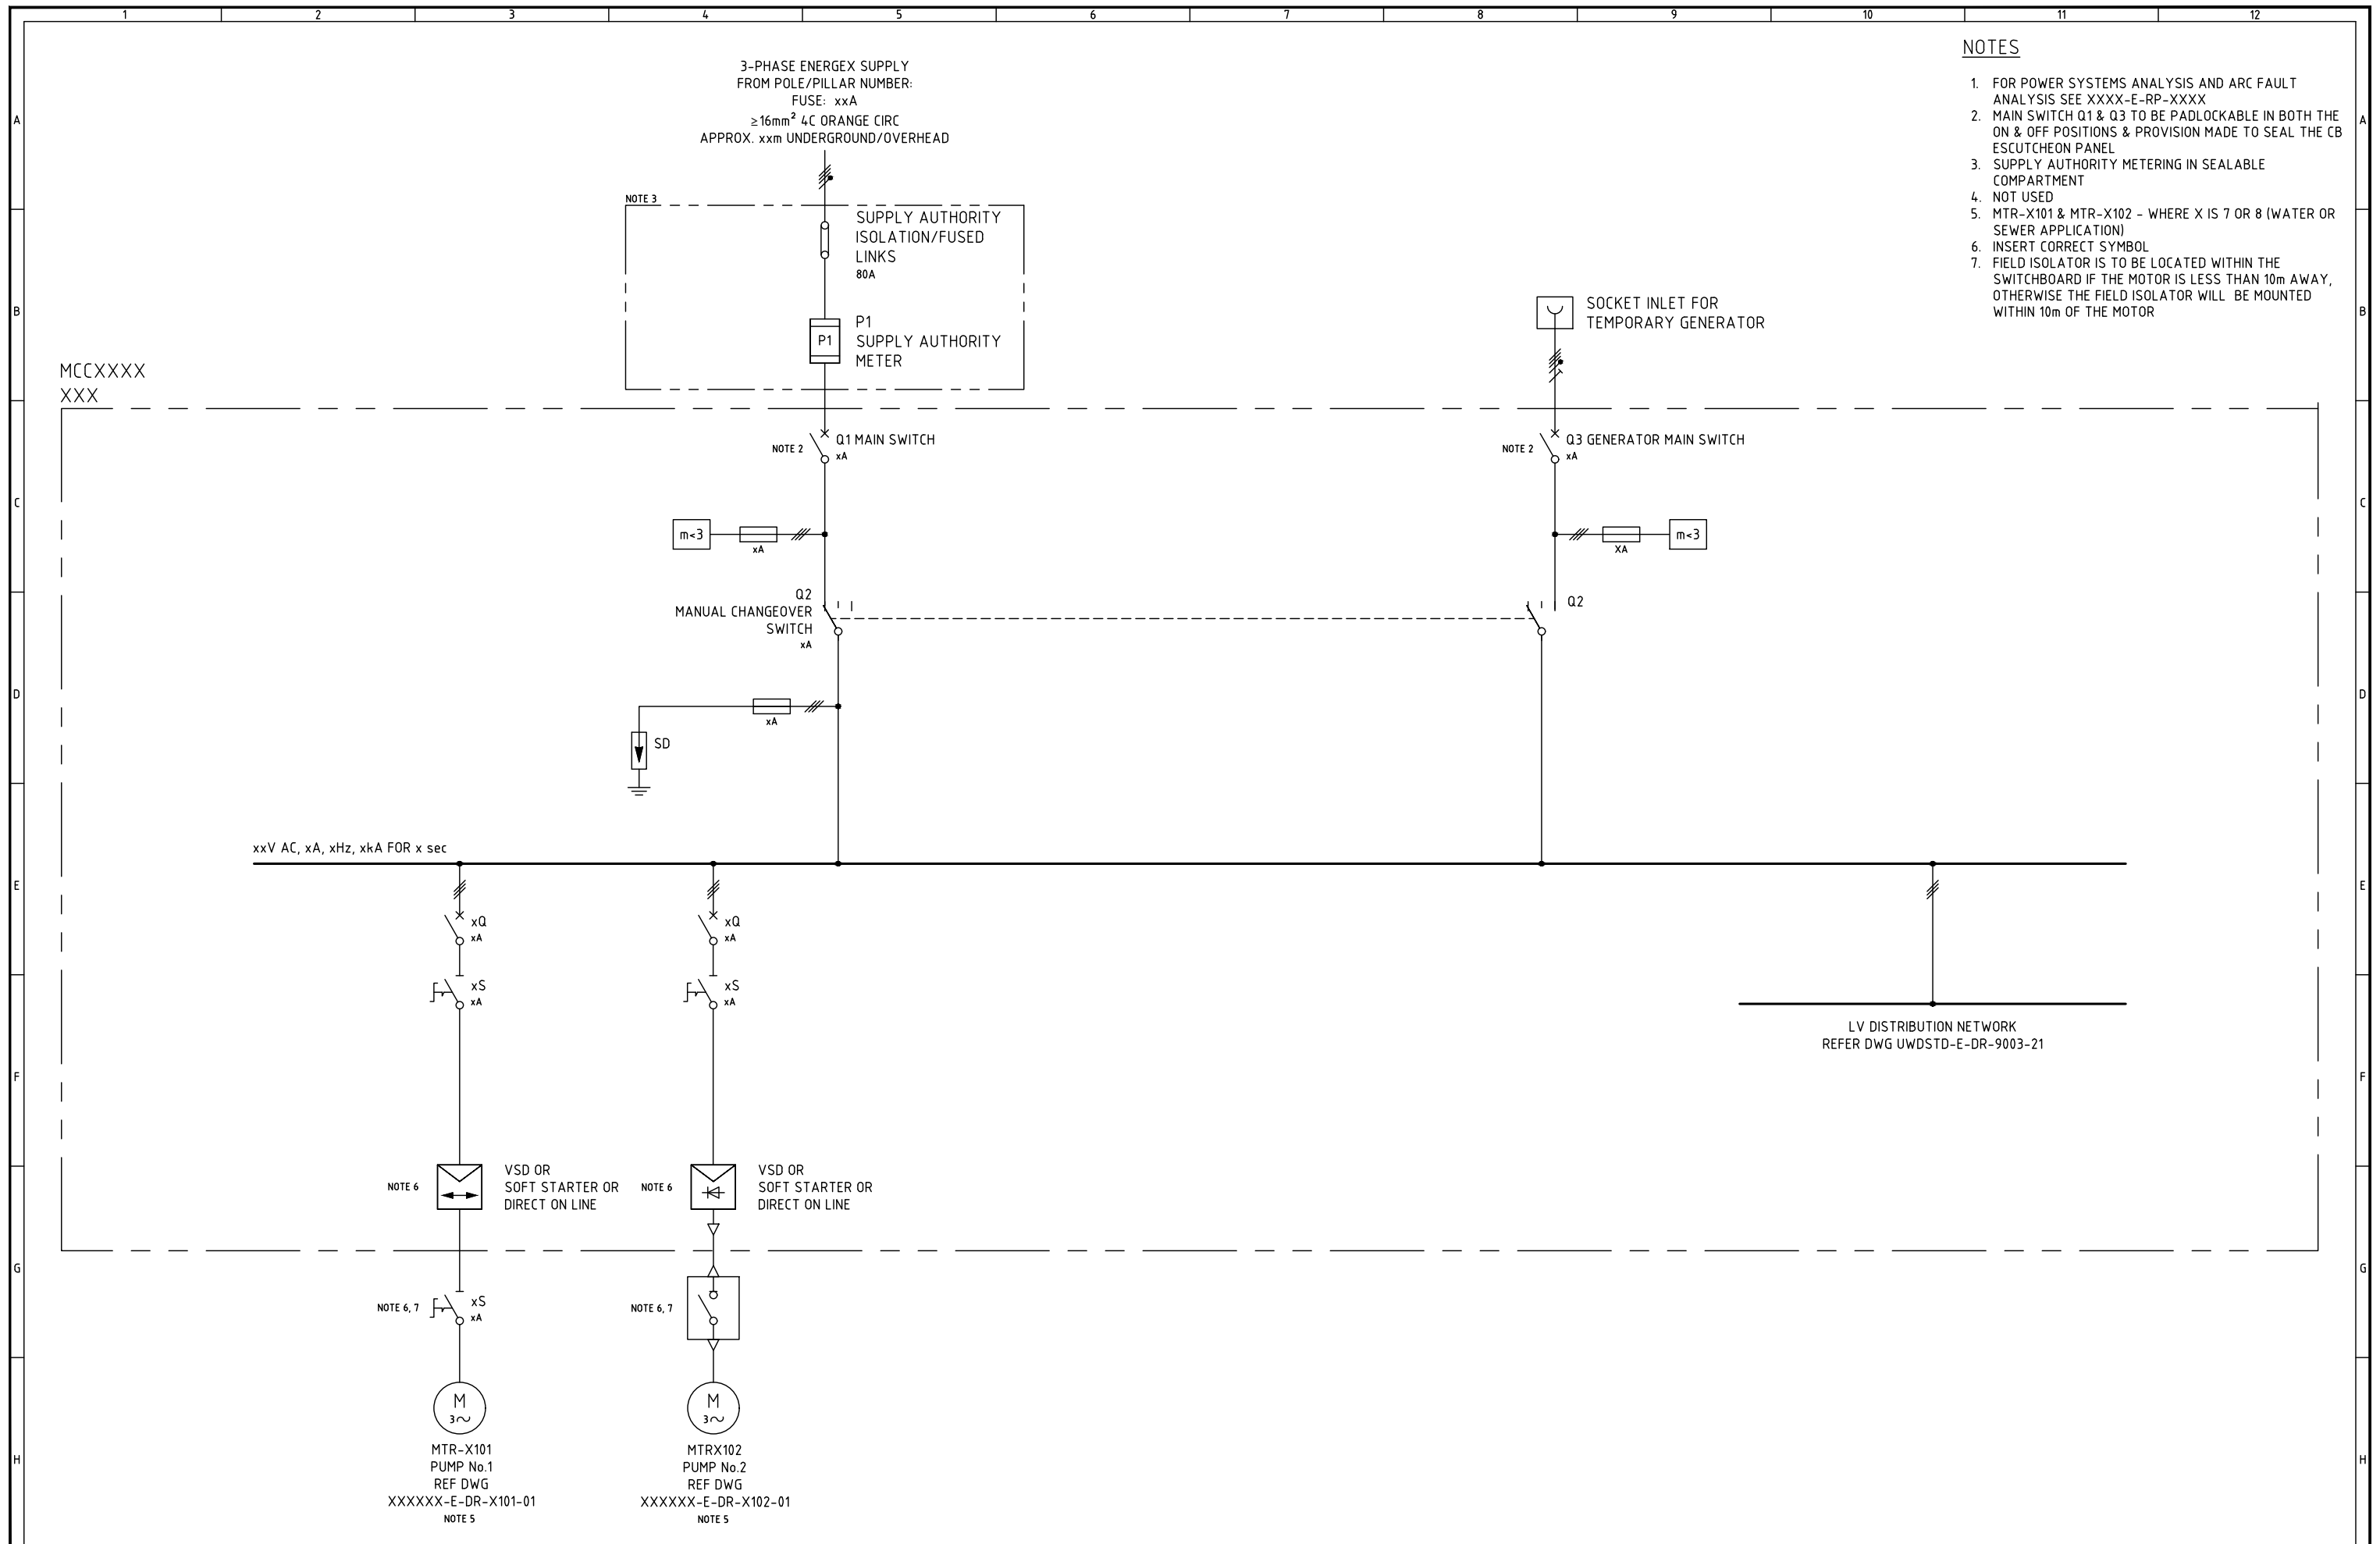 1 2 3 4 5 6 7 8 9 10 11 12
A A
B B
C C
D D
E E
F F
G G
H H
3-PHASE ENERGEX SUPPLY
FROM POLE/PILLAR NUMBER:
FUSE: xxA
≥16mm² 4C ORANGE CIRC
APPROX. xxm UNDERGROUND/OVERHEAD
NOTES
1. FOR POWER SYSTEMS ANALYSIS AND ARC FAULT
ANALYSIS SEE XXXX-E-RP-XXXX
2. MAIN SWITCH Q1 & Q3 TO BE PADLOCKABLE IN BOTH THE
ON & OFF POSITIONS & PROVISION MADE TO SEAL THE CB
ESCUTCHEON PANEL
3. SUPPLY AUTHORITY METERING IN SEALABLE
COMPARTMENT
4. NOT USED
5. MTR-X101 & MTR-X102 - WHERE X IS 7 OR 8 (WATER OR
SEWER APPLICATION)
6. INSERT CORRECT SYMBOL
7. FIELD ISOLATOR IS TO BE LOCATED WITHIN THE
SWITCHBOARD IF THE MOTOR IS LESS THAN 10m AWAY,
OTHERWISE THE FIELD ISOLATOR WILL BE MOUNTED
WITHIN 10m OF THE MOTOR
NOTE 3
SUPPLY AUTHORITY
ISOLATION/FUSED
LINKS
80A
P1
P1
SUPPLY AUTHORITY
METER
SOCKET INLET FOR
TEMPORARY GENERATOR
MCCXXXX
XXX
NOTE 2
Q1 MAIN SWITCH
xA
NOTE 2
Q3 GENERATOR MAIN SWITCH
xA
m<3
xA
XA
m<3
Q2
MANUAL CHANGEOVER
SWITCH
xA
Q2
xA
SD
xxV AC, xA, xHz, xkA FOR x sec
xQ
xA
xQ
xA
xS
xA
xS
xA
LV DISTRIBUTION NETWORK
REFER DWG UWDSTD-E-DR-9003-21
NOTE 6
VSD OR
SOFT STARTER OR
DIRECT ON LINE
NOTE 6
VSD OR
SOFT STARTER OR
DIRECT ON LINE
NOTE 6, 7
xS
xA
NOTE 6, 7
M
3~
M
3~
MTR-X101
PUMP No.1
REF DWG
XXXXXX-E-DR-X101-01
NOTE 5
MTRX102
PUMP No.2
REF DWG
XXXXXX-E-DR-X102-01
NOTE 5